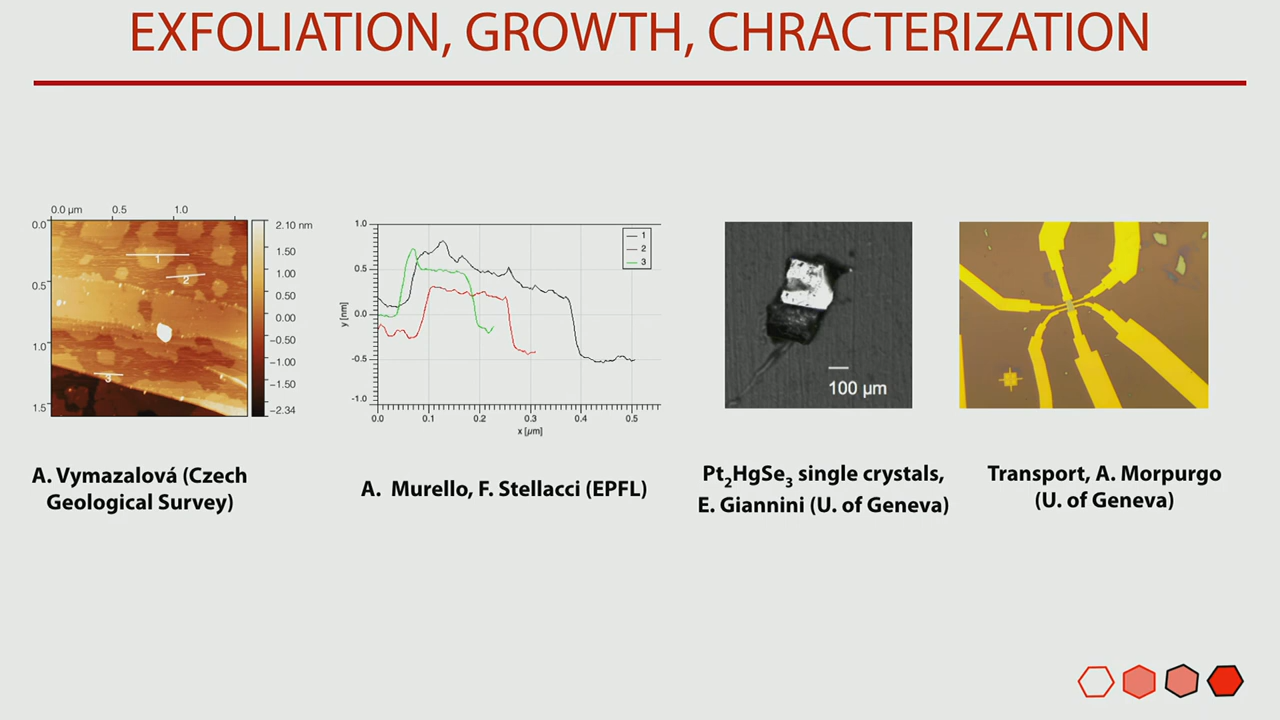 EXFOLIATION, GROWTH, CHRACTERIZATION
0.0 µm 0.5 1.0
0.0
0.5
1.0
1.5
1
2
3
2.10 nm
1.50
1.00
0.50
0.00
−0.50
−1.00
−1.50
−2.34
1.0
0.5
0.0
-0.5
-1.0
y [nm]
0.0 0.1 0.2 0.3 0.4 0.5
x [µm]
1
2
3
100 µm
A. Vymazalová (Czech
Geological Survey)
A. Murello, F. Stellacci (EPFL)
Pt₂HgSe₃ single crystals,
E. Giannini (U. of Geneva)
Transport, A. Morpurgo
(U. of Geneva)